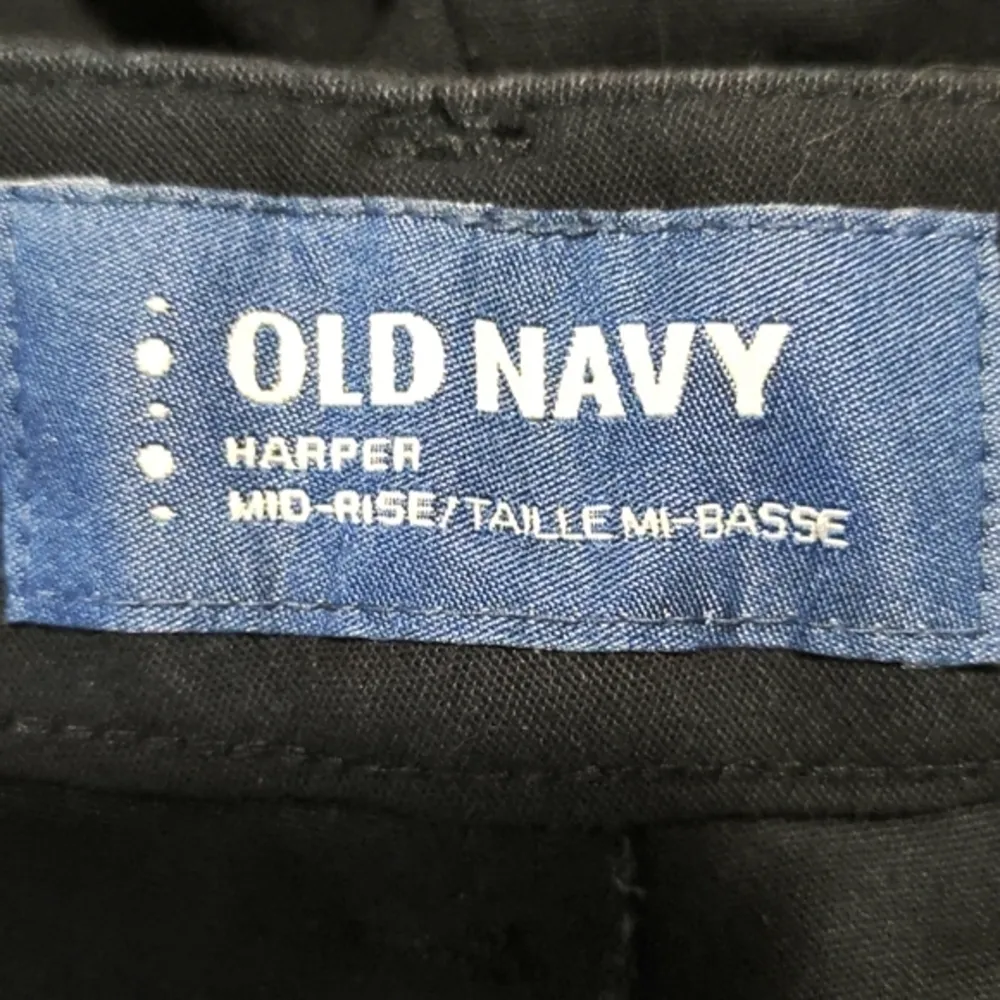 OLD NAVY
HARPER
MID-RISE/TAILLE MI-BASSE